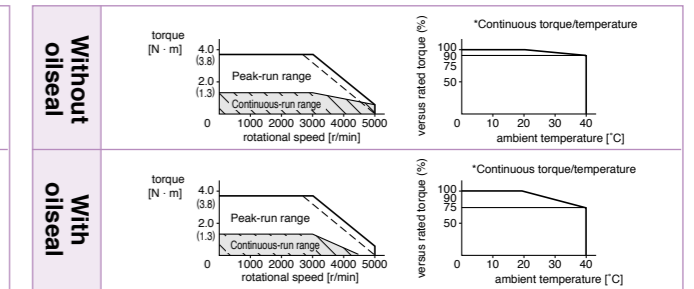 Without
oilseal
torque
[N · m]
4.0
(3.8)
2.0
(1.3)
Peak-run range
Continuous-run range
0 1000 2000 3000 4000 5000
rotational speed [r/min]
*Continuous torque/temperature
versus rated torque (%)
100
90
75
50
0 10 20 30 40
ambient temperature [˚C]
With
oilseal
torque
[N · m]
4.0
(3.8)
2.0
(1.3)
Peak-run range
Continuous-run range
0 1000 2000 3000 4000 5000
rotational speed [r/min]
*Continuous torque/temperature
versus rated torque (%)
100
90
75
50
0 10 20 30 40
ambient temperature [˚C]